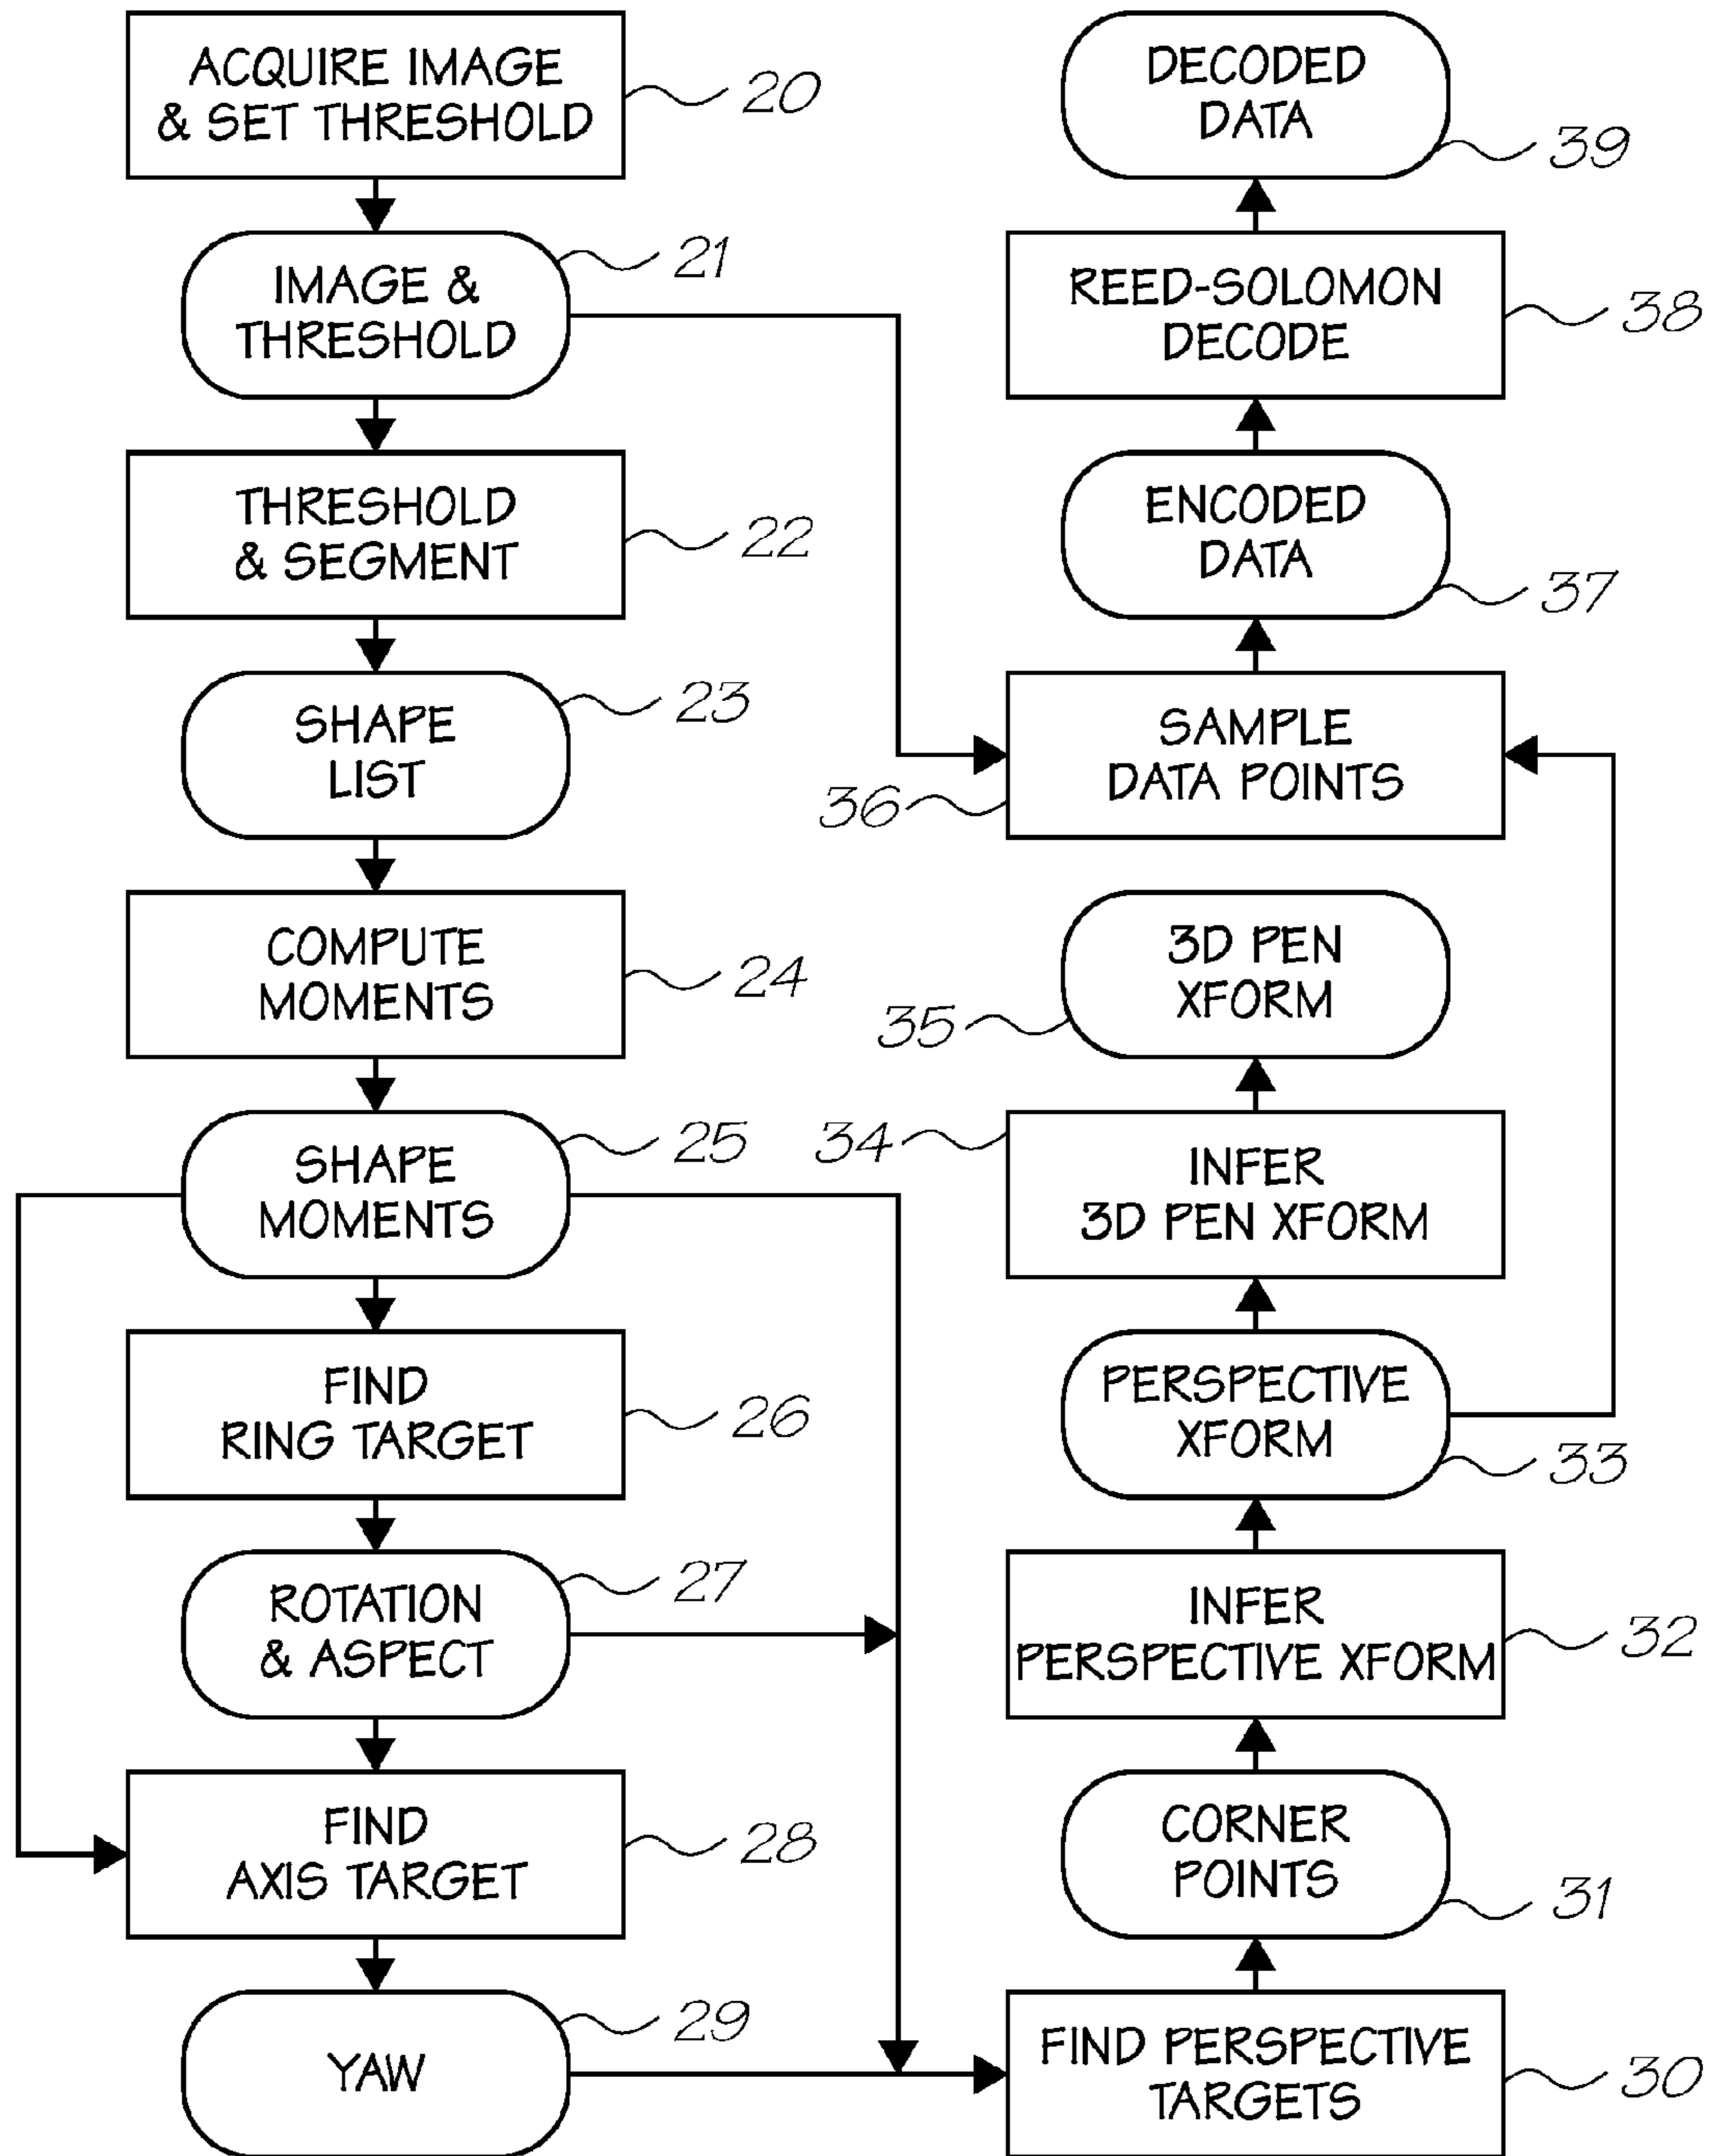 ACQUIRE IMAGE
& SET THRESHOLD
20
IMAGE &
THRESHOLD
21
THRESHOLD
& SEGMENT
22
SHAPE
LIST
23
COMPUTE
MOMENTS
24
SHAPE
MOMENTS
25
FIND
RING TARGET
26
ROTATION
& ASPECT
27
FIND
AXIS TARGET
28
YAW
29
DECODED
DATA
39
REED-SOLOMON
DECODE
38
ENCODED
DATA
37
SAMPLE
DATA POINTS
36
3D PEN
XFORM
35
INFER
3D PEN XFORM
34
PERSPECTIVE
XFORM
33
INFER
PERSPECTIVE XFORM
32
CORNER
POINTS
31
FIND PERSPECTIVE
TARGETS
30